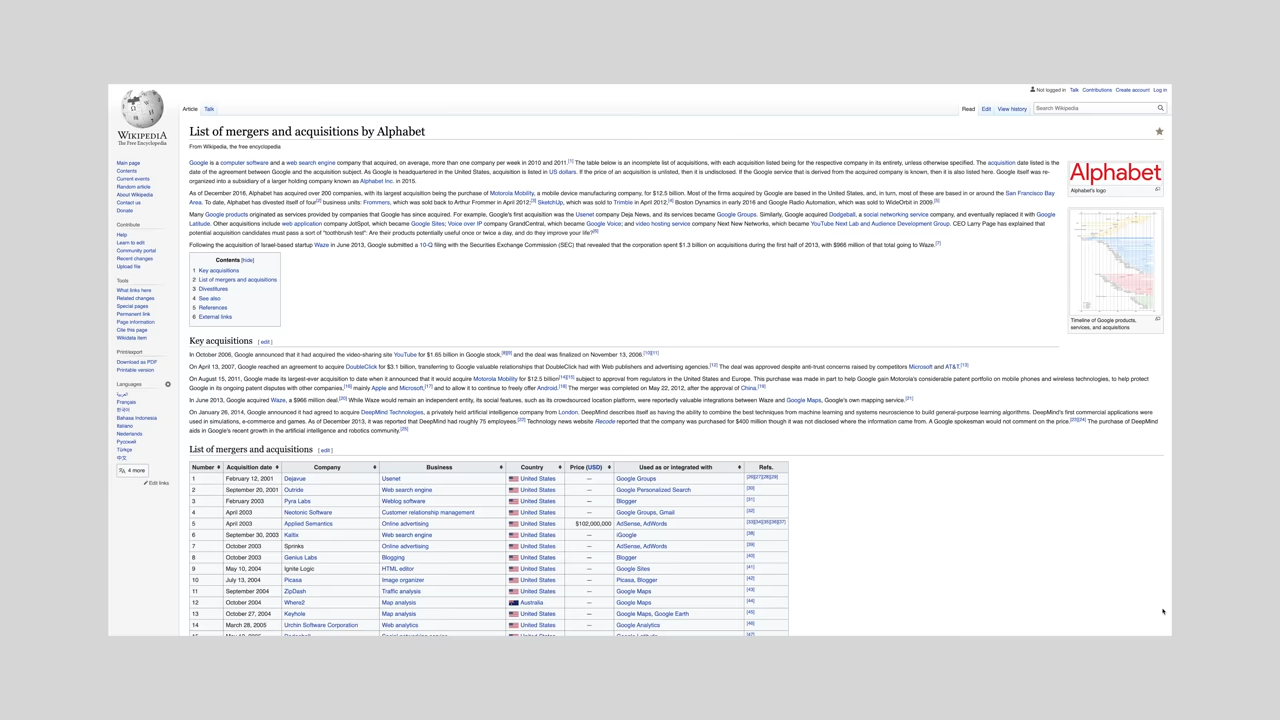 WIKIPEDIA
The Free Encyclopedia
Main page
Contents
Current events
Random article
About Wikipedia
Contact us
Donate
Contribute
Help
Learn to edit
Community portal
Recent changes
Upload file
Tools
What links here
Related changes
Special pages
Permanent link
Page information
Cite this page
Wikidata item
Print/export
Download as PDF
Printable version
Languages
العربية
Français
한국어
Bahasa Indonesia
Italiano
Nederlands
Русский
Türkçe
中文
4 more
Edit links
Not logged in Talk Contributions Create account Log in
Article Talk Read Edit View history Search Wikipedia
List of mergers and acquisitions by Alphabet
From Wikipedia, the free encyclopedia
Google is a computer software and a web search engine company that acquired, on average, more than one company per week in 2010 and 2011.[1] The table below is an incomplete list of acquisitions, with each acquisition listed being for the respective company in its entirety, unless otherwise specified. The acquisition date listed is
the date of the agreement between Google and the acquisition subject. As Google is headquartered in the United States, acquisition is listed in US dollars. If the price of an acquisition is unlisted, then it is undisclosed. If the Google service that is derived from the acquired company is known, then it is also listed here. Google itself was re-
organized into a subsidiary of a larger holding company known as Alphabet Inc. in 2015.
As of December 2016, Alphabet has acquired over 200 companies, with its largest acquisition being the purchase of Motorola Mobility, a mobile device manufacturing company, for $12.5 billion. Most of the firms acquired by Google are based in the United States, and, in turn, most of these are based in or around the San Francisco Bay
Area. To date, Alphabet has divested itself of four[2] business units: Frommers, which was sold back to Arthur Frommer in April 2012;[3] SketchUp, which was sold to Trimble in April 2012,[4] Boston Dynamics in early 2016 and Google Radio Automation, which was sold to WideOrbit in 2009.[5]
Many Google products originated as services provided by companies that Google has since acquired. For example, Google's first acquisition was the Usenet company Deja News, and its services became Google Groups. Similarly, Google acquired Dodgeball, a social networking service company, and eventually replaced it with Google
Latitude. Other acquisitions include web application company JotSpot, which became Google Sites; Voice over IP company GrandCentral, which became Google Voice; and video hosting service company Next New Networks, which became YouTube Next Lab and Audience Development Group. CEO Larry Page has explained that
potential acquisition candidates must pass a sort of "toothbrush test": Are their products potentially useful once or twice a day, and do they improve your life?[6]
Following the acquisition of Israel-based startup Waze in June 2013, Google submitted a 10-Q filing with the Securities Exchange Commission (SEC) that revealed that the corporation spent $1.3 billion on acquisitions during the first half of 2013, with $966 million of that total going to Waze.[7]
Alphabet
Alphabet's logo
Timeline of Google products,
services, and acquisitions
Contents [hide]
1 Key acquisitions
2 List of mergers and acquisitions
3 Divestitures
4 See also
5 References
6 External links
Key acquisitions [ edit ]
In October 2006, Google announced that it had acquired the video-sharing site YouTube for $1.65 billion in Google stock,[8][9] and the deal was finalized on November 13, 2006.[10][11]
On April 13, 2007, Google reached an agreement to acquire DoubleClick for $3.1 billion, transferring to Google valuable relationships that DoubleClick had with Web publishers and advertising agencies.[12] The deal was approved despite anti-trust concerns raised by competitors Microsoft and AT&T.[13]
On August 15, 2011, Google made its largest-ever acquisition to date when it announced that it would acquire Motorola Mobility for $12.5 billion[14][15] subject to approval from regulators in the United States and Europe. This purchase was made in part to help Google gain Motorola's considerable patent portfolio on mobile phones and wireless technologies, to help protect
Google in its ongoing patent disputes with other companies,[16] mainly Apple and Microsoft,[17] and to allow it to continue to freely offer Android.[18] The merger was completed on May 22, 2012, after the approval of China.[19]
In June 2013, Google acquired Waze, a $966 million deal.[20] While Waze would remain an independent entity, its social features, such as its crowdsourced location platform, were reportedly valuable integrations between Waze and Google Maps, Google's own mapping service.[21]
On January 26, 2014, Google announced it had agreed to acquire DeepMind Technologies, a privately held artificial intelligence company from London. DeepMind describes itself as having the ability to combine the best techniques from machine learning and systems neuroscience to build general-purpose learning algorithms. DeepMind's first commercial applications were
used in simulations, e-commerce and games. As of December 2013, it was reported that DeepMind had roughly 75 employees.[22] Technology news website Recode reported that the company was purchased for $400 million though it was not disclosed where the information came from. A Google spokesman would not comment on the price.[23][24] The purchase of DeepMind
aids in Google's recent growth in the artificial intelligence and robotics community.[25]
List of mergers and acquisitions [ edit ]
Number Acquisition date Company Business Country Price (USD) Used as or integrated with Refs.
1 February 12, 2001 Dejavue Usenet United States — Google Groups [26][27][28][29]
2 September 20, 2001 Outride Web search engine United States — Google Personalized Search [30]
3 February 2003 Pyra Labs Weblog software United States — Blogger [31]
4 April 2003 Neotonic Software Customer relationship management United States — Google Groups, Gmail [32]
5 April 2003 Applied Semantics Online advertising United States $102,000,000 AdSense, AdWords [33][34][35][36][37]
6 September 30, 2003 Kaltix Web search engine United States — iGoogle [38]
7 October 2003 Sprinks Online advertising United States — AdSense, AdWords [39]
8 October 2003 Genius Labs Blogging United States — Blogger [40]
9 May 10, 2004 Ignite Logic HTML editor United States — Google Sites [41]
10 July 13, 2004 Picasa Image organizer United States — Picasa, Blogger [42]
11 September 2004 ZipDash Traffic analysis United States — Google Maps [43]
12 October 2004 Where2 Map analysis Australia — Google Maps [44]
13 October 27, 2004 Keyhole Map analysis United States — Google Maps, Google Earth [45]
14 March 28, 2005 Urchin Software Corporation Web analytics United States — Google Analytics [46]